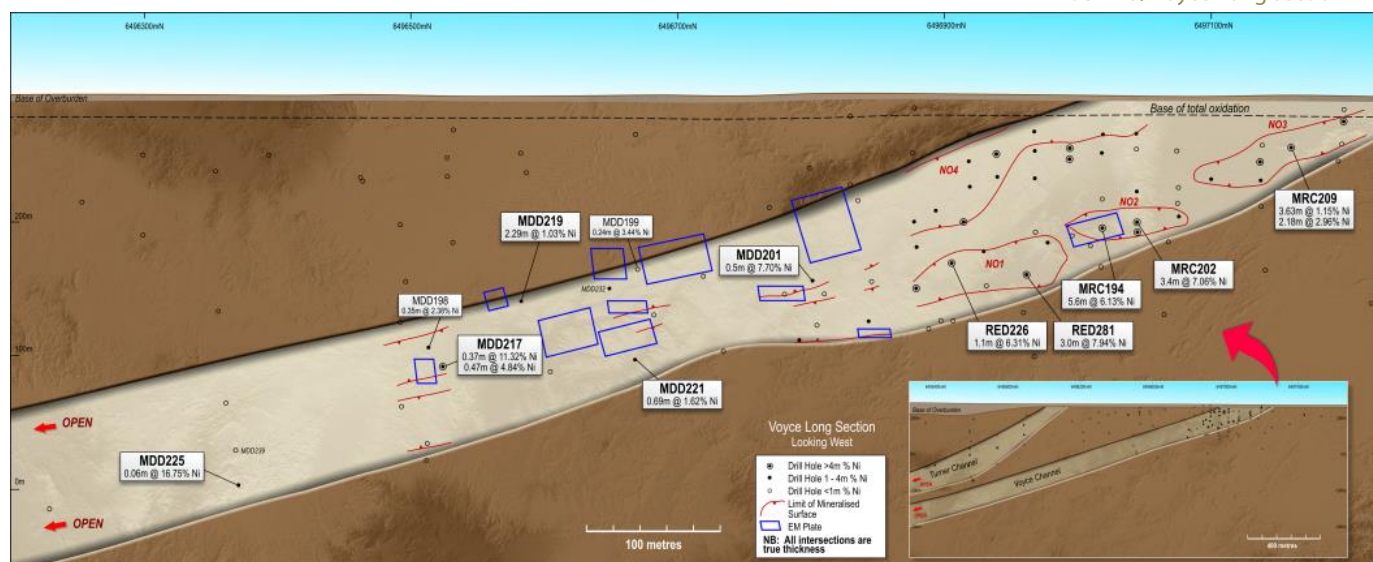 6496300mN
6496500mN
6496700mN
6496900mN
6497100mN
Base of Overburden
Base of total oxidation
NO3
NO4
NO2
NO1
MRC209
3.63m @ 1.15% Ni
2.18m @ 2.96% Ni
200m
MDD219
2.29m @ 1.03% Ni
MDD199
0.24m @ 3.44% Ni
MDD201
0.5m @ 7.70% Ni
MRC202
3.4m @ 7.06% Ni
MDD232
MRC194
5.6m @ 6.13% Ni
MDD198
0.35m @ 2.38% Ni
RED226
1.1m @ 6.31% Ni
RED281
3.0m @ 7.94% Ni
100m
MDD217
0.37m @ 11.32% Ni
0.47m @ 4.84% Ni
MDD221
0.69m @ 1.62% Ni
OPEN
MDD239
MDD225
0.06m @ 16.75% Ni
0m
OPEN
100 metres
Voyce Long Section
Looking West
Drill Hole >4m % Ni
Drill Hole 1 - 4m % Ni
Drill Hole <1m % Ni
Limit of Mineralised
Surface
EM Plate
NB: All intersections are
true thickness
Base of Overburden
Turner Channel
Voyce Channel
OPEN
OPEN
400 metres